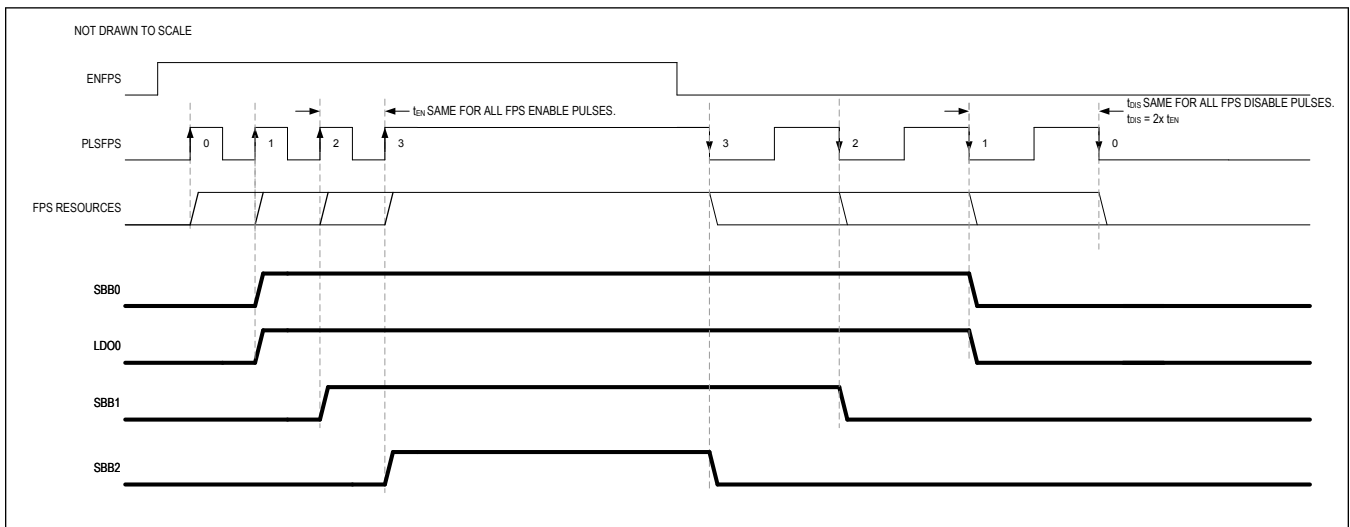 NOT DRAWN TO SCALE
ENFPS
tEN SAME FOR ALL FPS ENABLE PULSES.
tDIS SAME FOR ALL FPS DISABLE PULSES.
tDIS = 2x tEN
PLSFPS
0 1 2 3 3 2 1 0
FPS RESOURCES
SBB0
LDO0
SBB1
SBB2